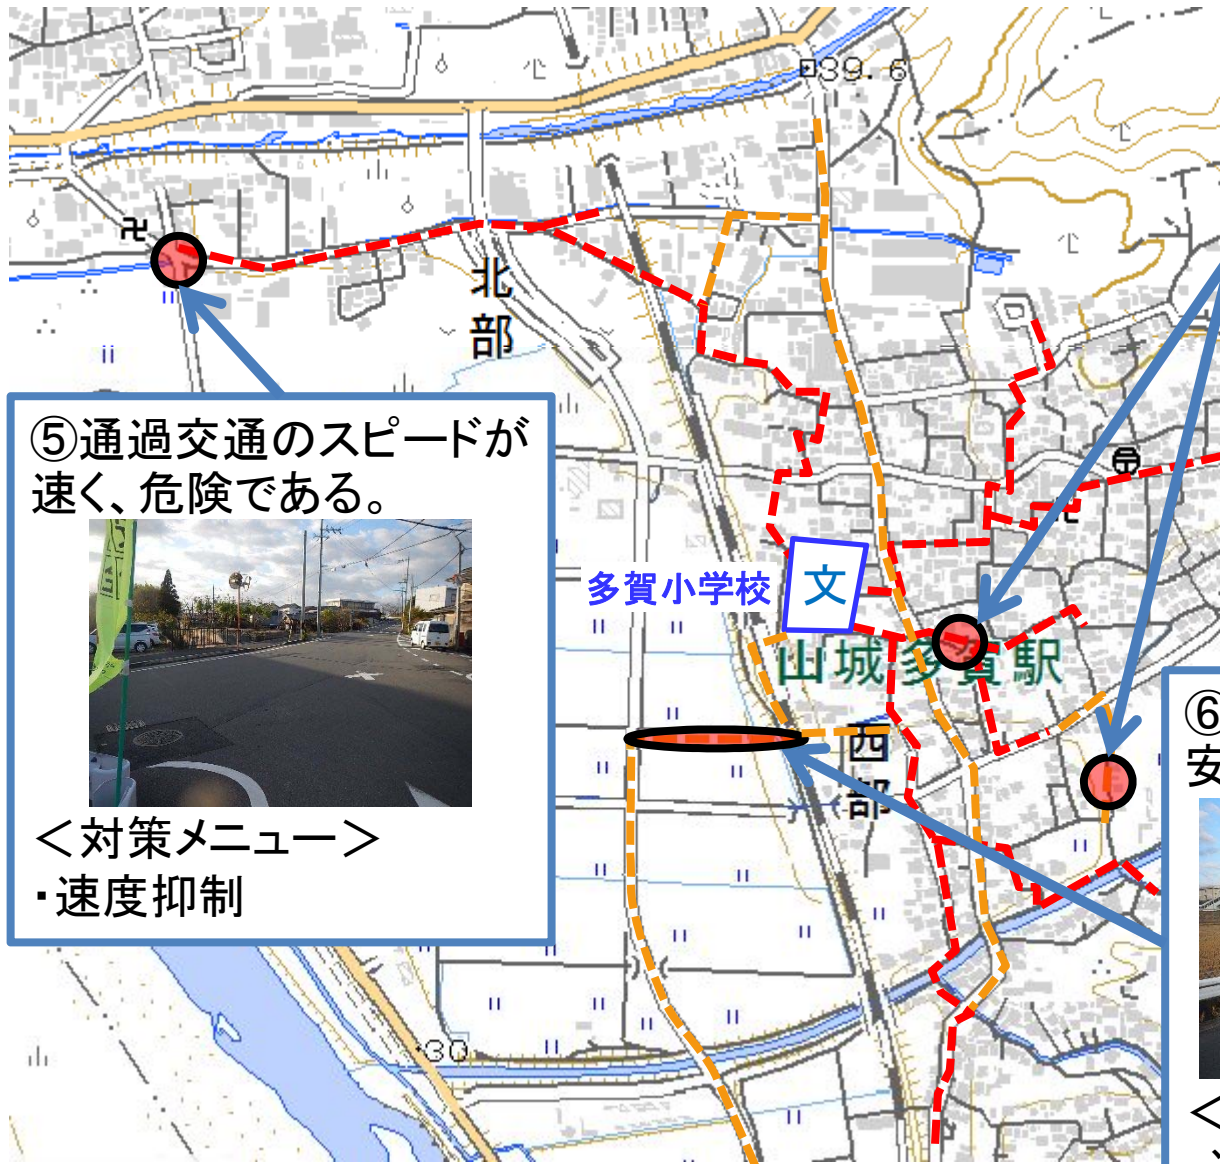 39.6
北
部
⑤通過交通のスピードが
速く、危険である。
<対策メニュー>
・速度抑制
多賀小学校
文
山城多賀駅
西
部
30
⑥
安
<